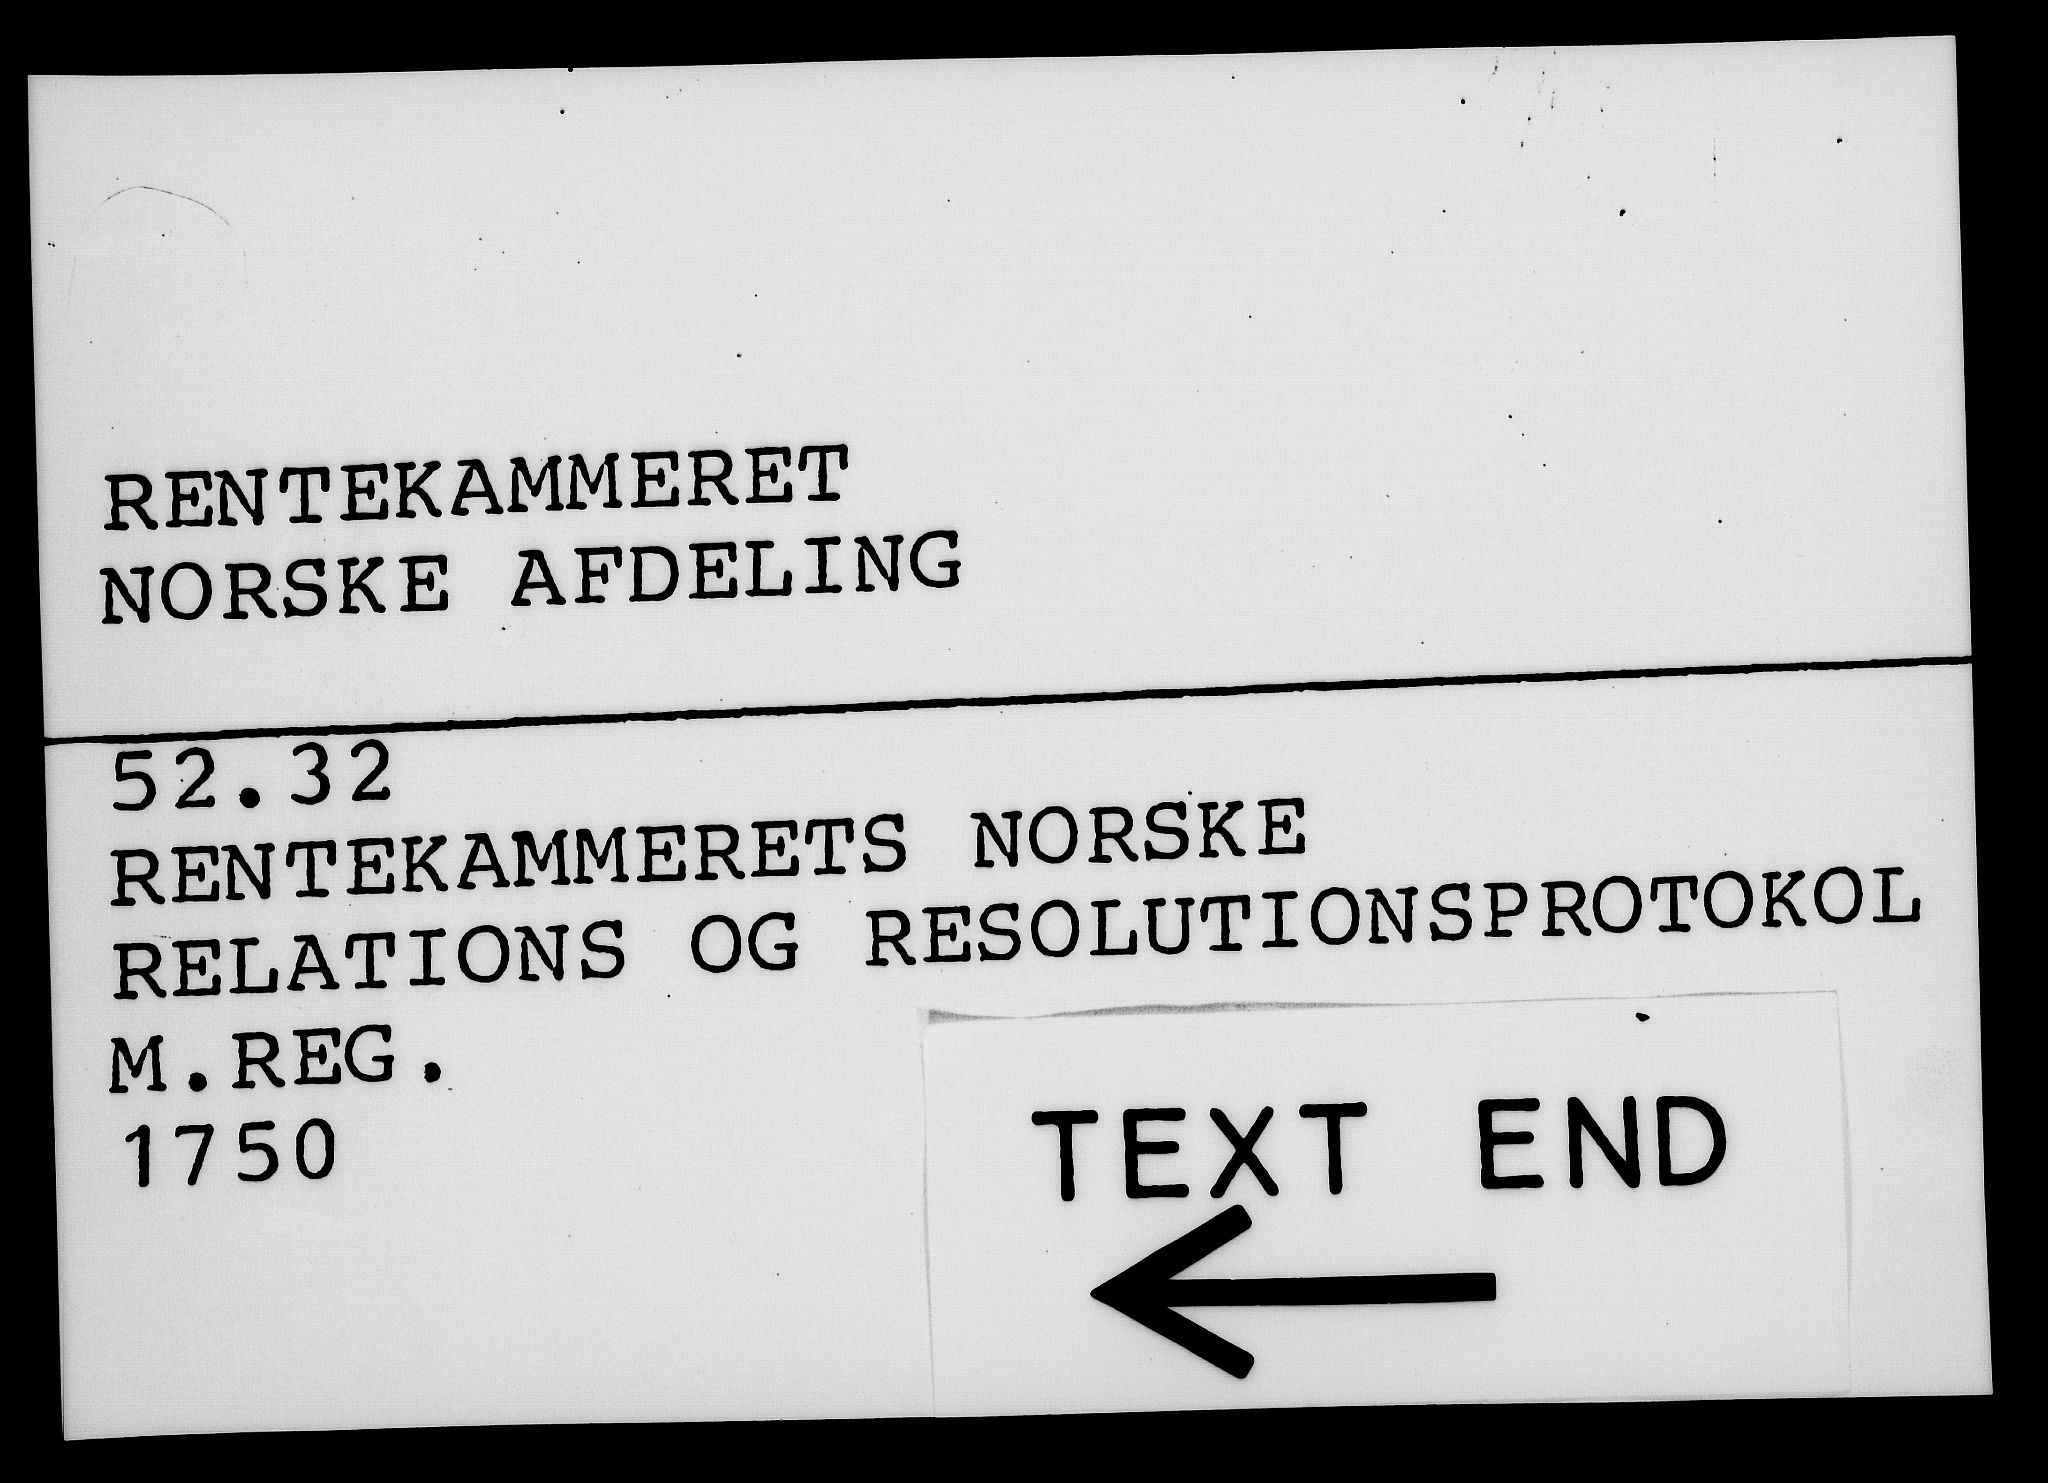 RENTEKAMMERET
NORSKE AFDELING
52.32
RENTEKAMMERETS NORSKE
RELATIONS OG RESOLUTIONSPROTOKOL
M.REG.
1750
TEXT END